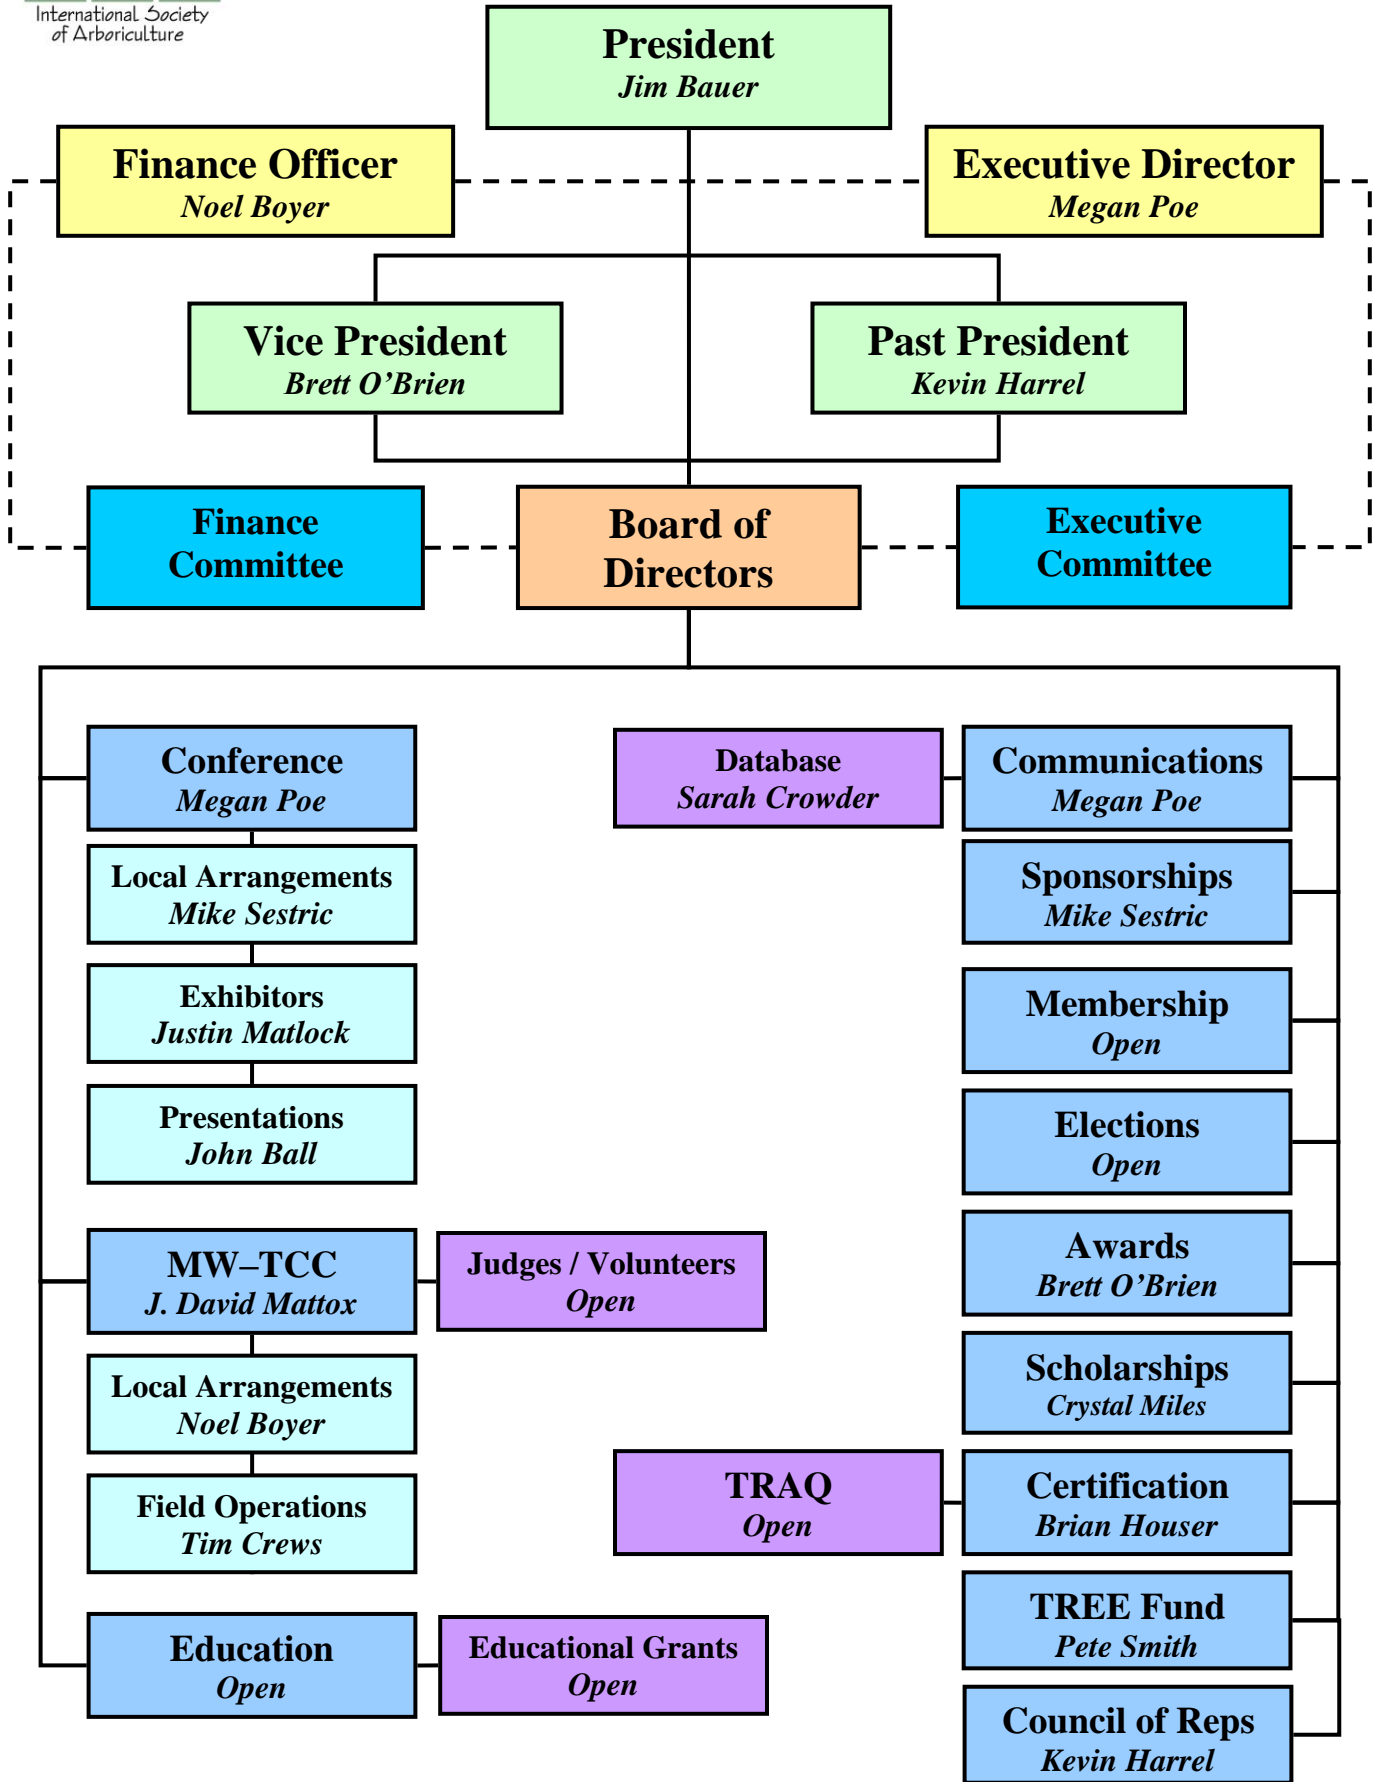 International Society
of Arboriculture
President
Jim Bauer
Finance Officer
Noel Boyer
Executive Director
Megan Poe
Vice President
Brett O’Brien
Past President
Kevin Harrel
Finance
Committee
Board of
Directors
Executive
Committee
Conference
Megan Poe
Local Arrangements
Mike Sestric
Exhibitors
Justin Matlock
Presentations
John Ball
MW–TCC
J. David Mattox
Judges / Volunteers
Open
Local Arrangements
Noel Boyer
Field Operations
Tim Crews
Education
Open
Educational Grants
Open
Database
Sarah Crowder
Communications
Megan Poe
Sponsorships
Mike Sestric
Membership
Open
Elections
Open
Awards
Brett O’Brien
Scholarships
Crystal Miles
TRAQ
Open
Certification
Brian Houser
TREE Fund
Pete Smith
Council of Reps
Kevin Harrel